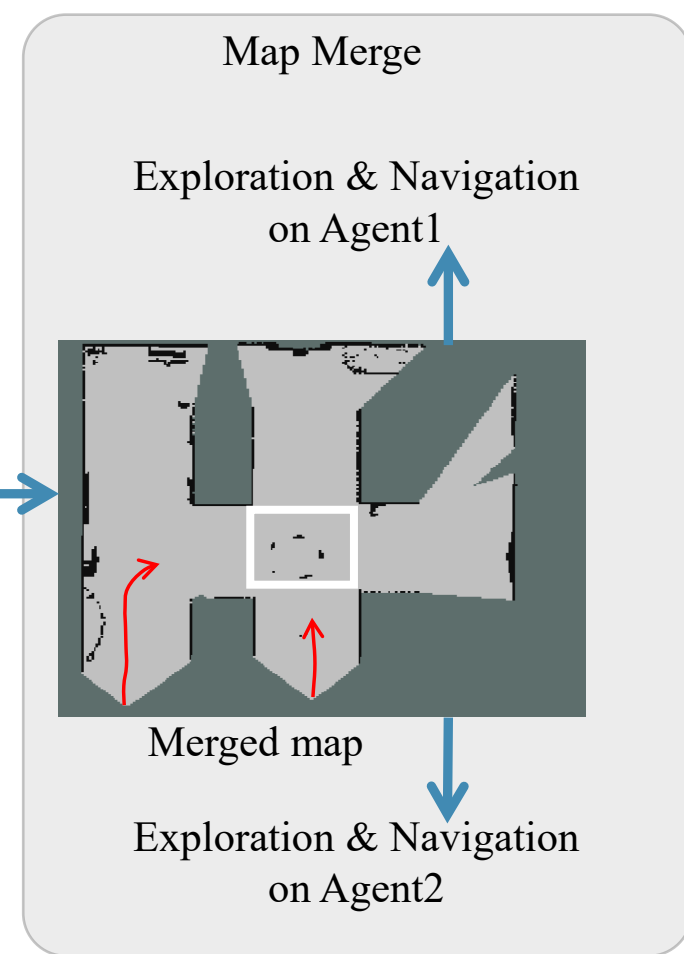 Map Merge
Exploration & Navigation
on Agent1
Merged map
Exploration & Navigation
on Agent2